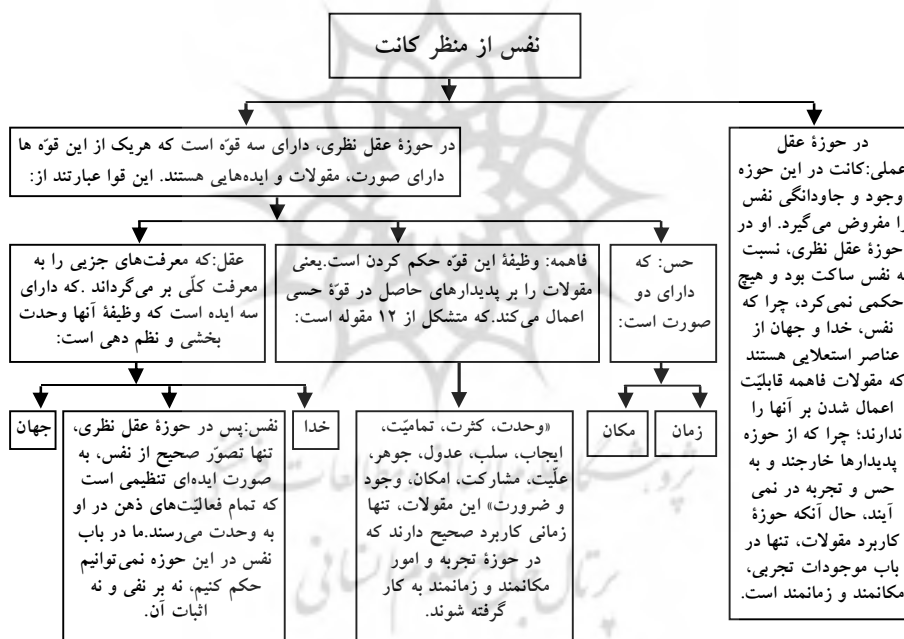 نفس از منظر کانت
در حوزهٔ عقل
عملی:کانت در این حوزه
وجود و جاودانگی نفس
را مفروض می‌گیرد. او در
حوزهٔ عقل نظری، نسبت
به نفس ساکت بود و هیچ
حکمی نمی‌کرد، چرا که
نفس، خدا و جهان از
عناصر استعلایی هستند
که مقولات فاهمه قابلیّت
اعمال شدن بر آنها را
ندارند؛ چرا که از حوزه
پدیدارها خارجند و به
حس و تجربه در نمی
آیند، حال آنکه حوزهٔ
کاربرد مقولات، تنها در
باب موجودات تجربی،
مکانمند و زمانمند است.
در حوزهٔ عقل نظری، دارای سه قوّه است که هریک از این قوّه ها
دارای صورت، مقولات و ایده‌هایی هستند. این قوا عبارتند از:
حس: که
دارای دو
صورت است:
زمان
مکان
فاهمه: وظیفهٔ این قوّه حکم کردن است.یعنی
مقولات را بر پدیدارهای حاصل در قوّهٔ حسی
اعمال می‌کند.که متشکل از ۱۲ مقوله است:
«وحدت، کثرت، تمامیّت،
ایجاب، سلب، عدول، جوهر،
علّیت، مشارکت، امکان، وجود
و ضرورت» این مقولات، تنها
زمانی کاربرد صحیح دارند که
در حوزهٔ تجربه و امور
مکانمند و زمانمند به کار
گرفته شوند.
عقل:که معرفت‌های جزیی را به
معرفت کلّی بر می‌گرداند .که دارای
سه ایده است که وظیفهٔ آنها وحدت
بخشی و نظم دهی است:
خدا
نفس:پس در حوزهٔ عقل نظری،
تنها تصوّر صحیح از نفس، به
صورت ایده‌ای تنظیمی است
که تمام فعالیّت‌های ذهن در او
به وحدت می‌رسند.ما در باب
نفس در این حوزه نمی‌توانیم
حکم کنیم، نه بر نفی و نه
اثبات آن.
جهان